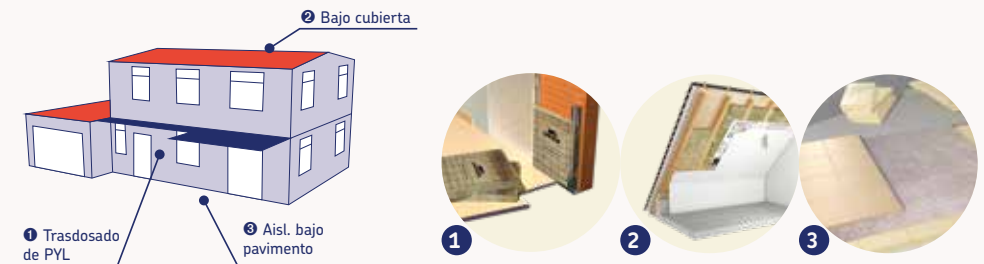 ❷ Bajo cubierta
❶ Trasdosado
de PYL
❸ Aisl. bajo
pavimento
1
2
3